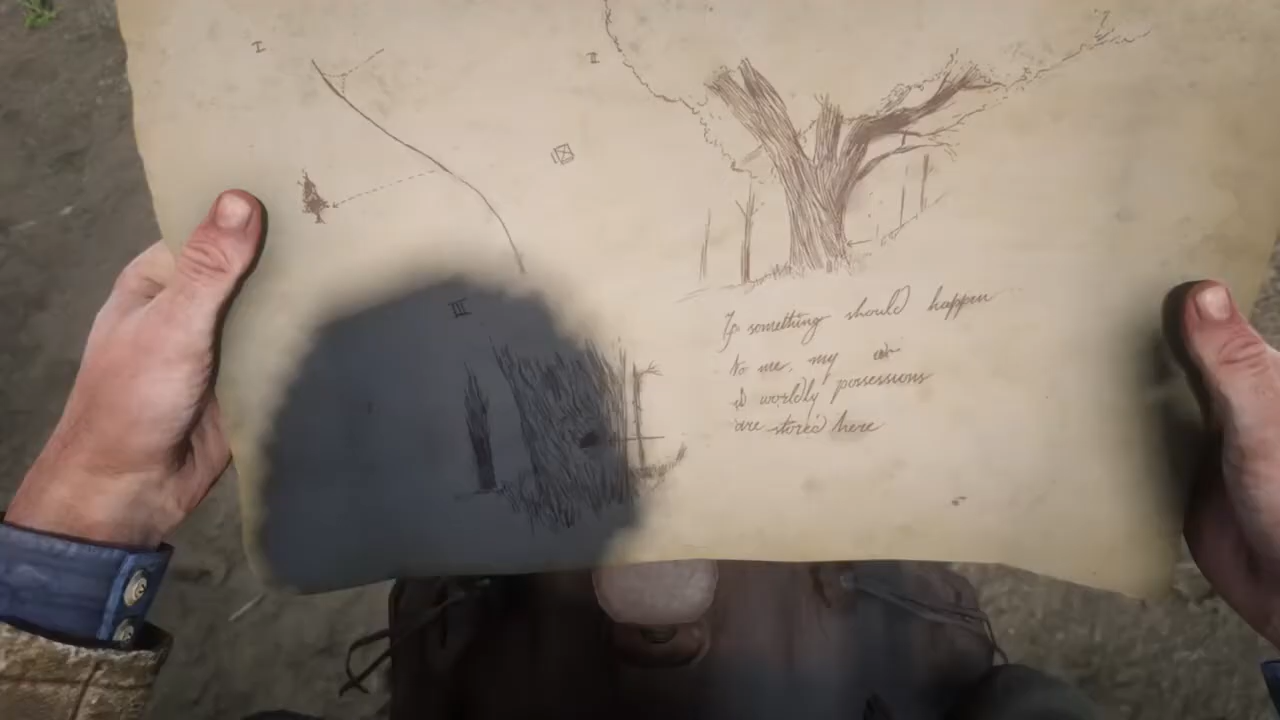 I
II
III
If something should happen
to me, my
worldly possessions
are stored here